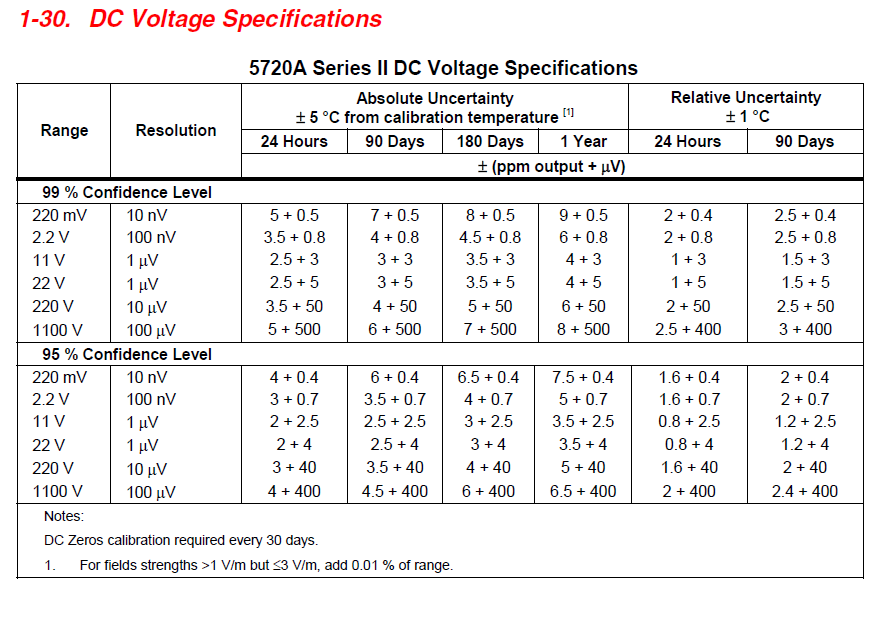 1-30. DC Voltage Specifications
5720A Series II DC Voltage Specifications
Range Resolution Absolute Uncertainty ± 5 °C from calibration temperature [1] Relative Uncertainty ± 1 °C
24 Hours 90 Days 180 Days 1 Year 24 Hours 90 Days
± (ppm output + μV)
99 % Confidence Level
220 mV 10 nV 5 + 0.5 7 + 0.5 8 + 0.5 9 + 0.5 2 + 0.4 2.5 + 0.4
2.2 V 100 nV 3.5 + 0.8 4 + 0.8 4.5 + 0.8 6 + 0.8 2 + 0.8 2.5 + 0.8
11 V 1 μV 2.5 + 3 3 + 3 3.5 + 3 4 + 3 1 + 3 1.5 + 3
22 V 1 μV 2.5 + 5 3 + 5 3.5 + 5 4 + 5 1 + 5 1.5 + 5
220 V 10 μV 3.5 + 50 4 + 50 5 + 50 6 + 50 2 + 50 2.5 + 50
1100 V 100 μV 5 + 500 6 + 500 7 + 500 8 + 500 2.5 + 400 3 + 400
95 % Confidence Level
220 mV 10 nV 4 + 0.4 6 + 0.4 6.5 + 0.4 7.5 + 0.4 1.6 + 0.4 2 + 0.4
2.2 V 100 nV 3 + 0.7 3.5 + 0.7 4 + 0.7 5 + 0.7 1.6 + 0.7 2 + 0.7
11 V 1 μV 2 + 2.5 2.5 + 2.5 3 + 2.5 3.5 + 2.5 0.8 + 2.5 1.2 + 2.5
22 V 1 μV 2 + 4 2.5 + 4 3 + 4 3.5 + 4 0.8 + 4 1.2 + 4
220 V 10 μV 3 + 40 3.5 + 40 4 + 40 5 + 40 1.6 + 40 2 + 40
1100 V 100 μV 4 + 400 4.5 + 400 6 + 400 6.5 + 400 2 + 400 2.4 + 400
Notes:
DC Zeros calibration required every 30 days.
1. For fields strengths >1 V/m but ≤3 V/m, add 0.01 % of range.